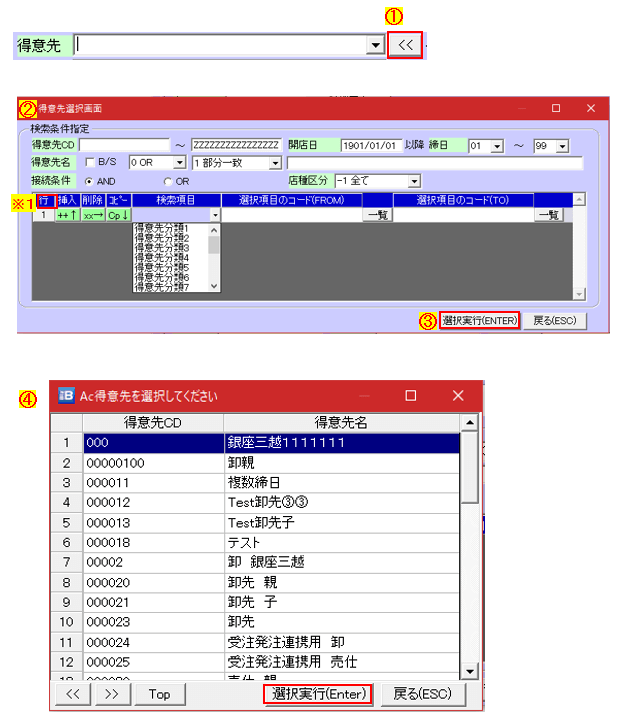 ①
得意先 <<
② 得意先選択画面
検索条件指定
得意先CD ～ ZZZZZZZZZZZZZZZZ 開店日 1901/01/01 以降 締日 01 ～ 99
得意先名 B/S 0 OR 1 部分一致
接続条件 AND OR 店種区分 -1 全て
※1 行 挿入 削除 ｺﾋﾟｰ 検索項目 選択項目のコード(FROM) 選択項目のコード(TO)
1 ++↑ xx→ Cp↓ 一覧 一覧
得意先分類1
得意先分類2
得意先分類3
得意先分類4
得意先分類5
得意先分類6
得意先分類7
③ 選択実行(ENTER) 戻る(ESC)
④ iB Ac得意先を選択してください
得意先CD 得意先名
1 000 銀座三越1111111
2 00000100 卸親
3 000011 複数締日
4 000012 Test卸先③③
5 000013 Test卸先子
6 000018 テスト
7 00002 卸 銀座三越
8 000020 卸先 親
9 000021 卸先 子
10 000023 卸先
11 000024 受注発注連携用 卸
12 000025 受注発注連携用 売仕
<< >> Top 選択実行(Enter) 戻る(ESC)